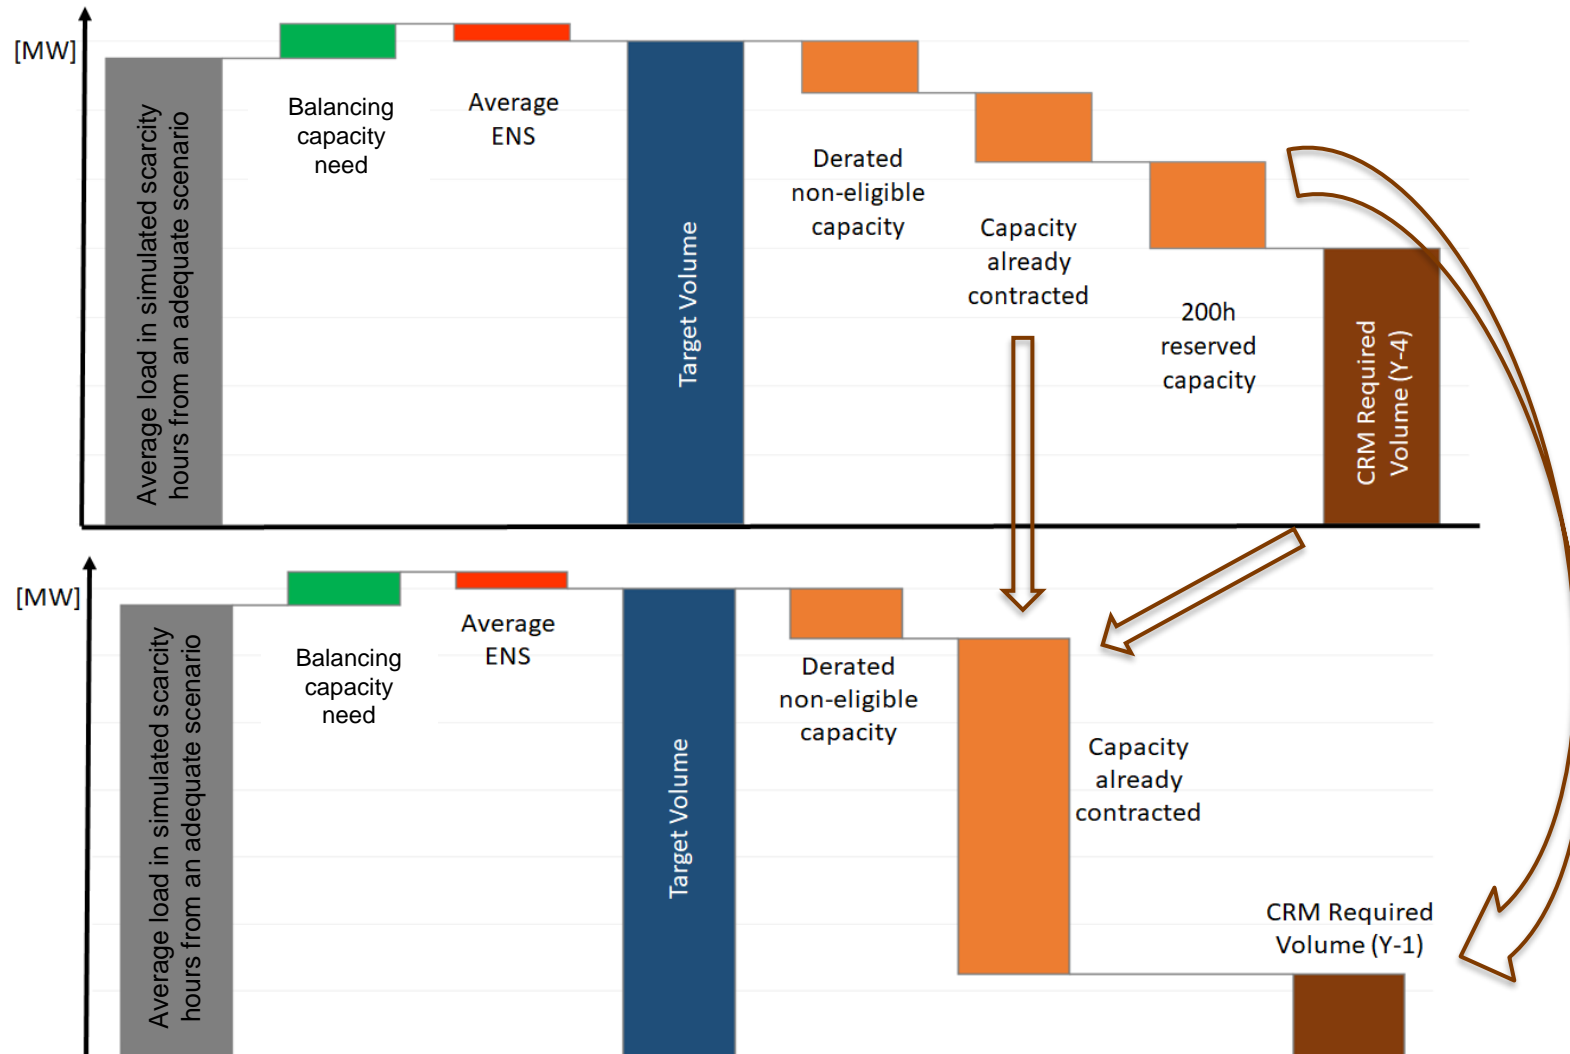 [MW]
Average load in simulated scarcity
hours from an adequate scenario
Balancing
capacity
need
Average
ENS
Target Volume
Derated
non-eligible
capacity
Capacity
already
contracted
200h
reserved
capacity
CRM Required
Volume (Y-4)
[MW]
Average load in simulated scarcity
hours from an adequate scenario
Balancing
capacity
need
Average
ENS
Target Volume
Derated
non-eligible
capacity
Capacity
already
contracted
CRM Required
Volume (Y-1)